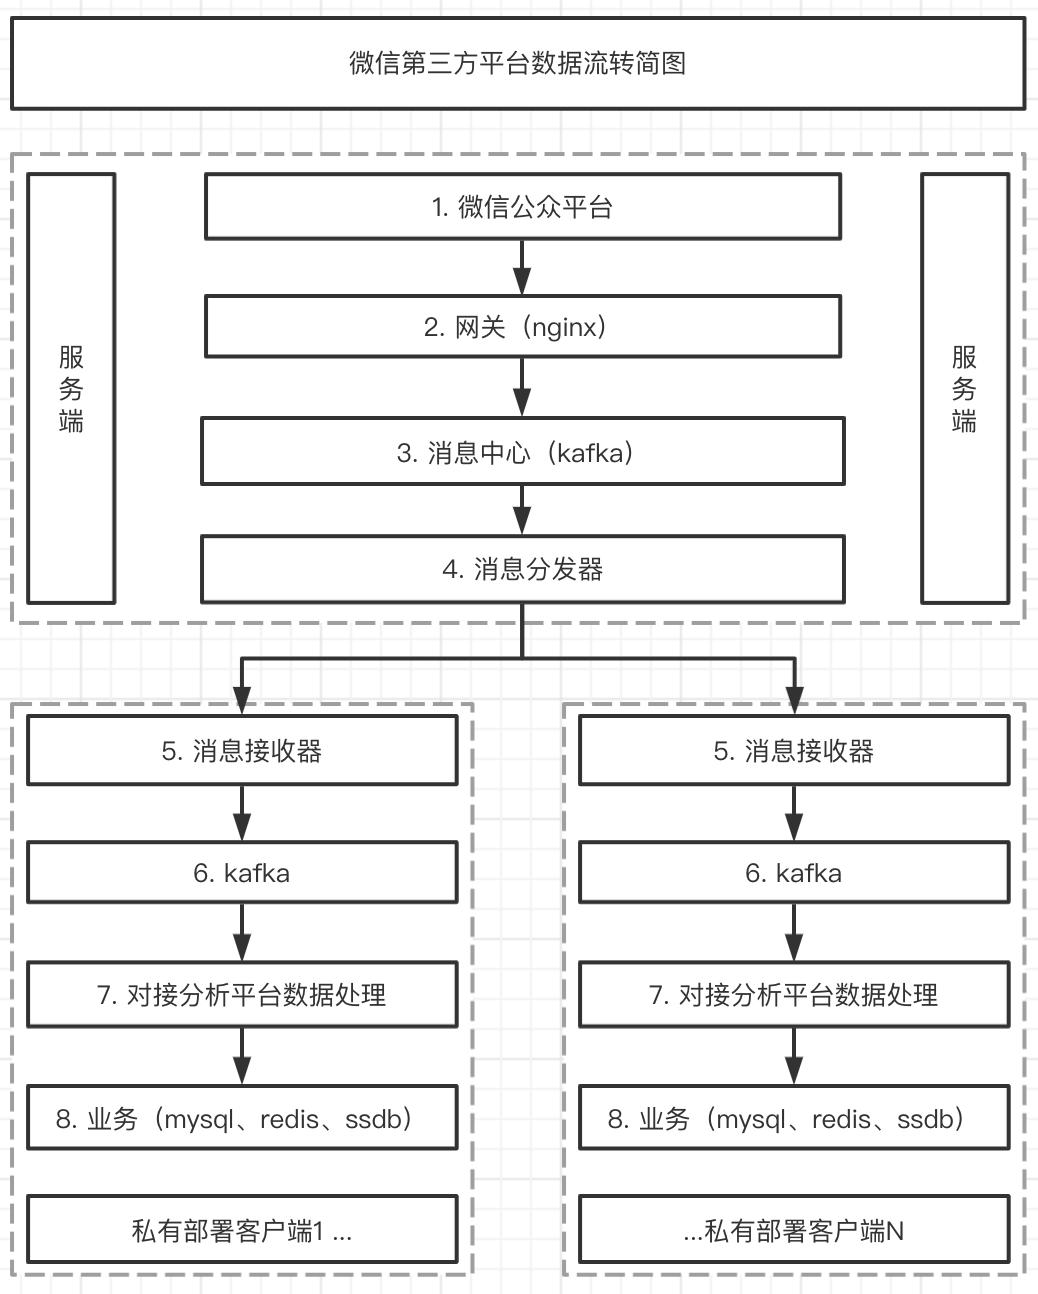 微信第三方平台数据流转简图
服务端
1. 微信公众平台
2. 网关（nginx）
3. 消息中心（kafka）
4. 消息分发器
服务端
5. 消息接收器
6. kafka
7. 对接分析平台数据处理
8. 业务（mysql、redis、ssdb）
私有部署客户端1 ...
5. 消息接收器
6. kafka
7. 对接分析平台数据处理
8. 业务（mysql、redis、ssdb）
...私有部署客户端N